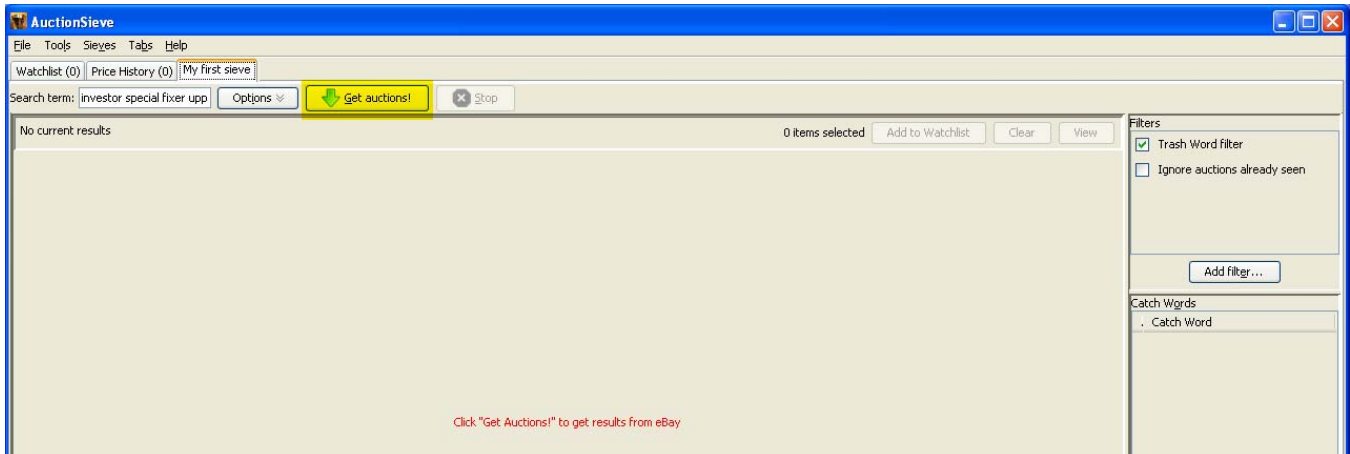 AuctionSieve
File Tools Sieves Tabs Help
Watchlist (0) Price History (0) My first sieve
Search term: investor special fixer upp Options Get auctions! Stop
No current results 0 items selected Add to Watchlist Clear View
Filters
Trash Word filter
Ignore auctions already seen
Add filter...
Catch Words
. Catch Word
Click "Get Auctions!" to get results from eBay